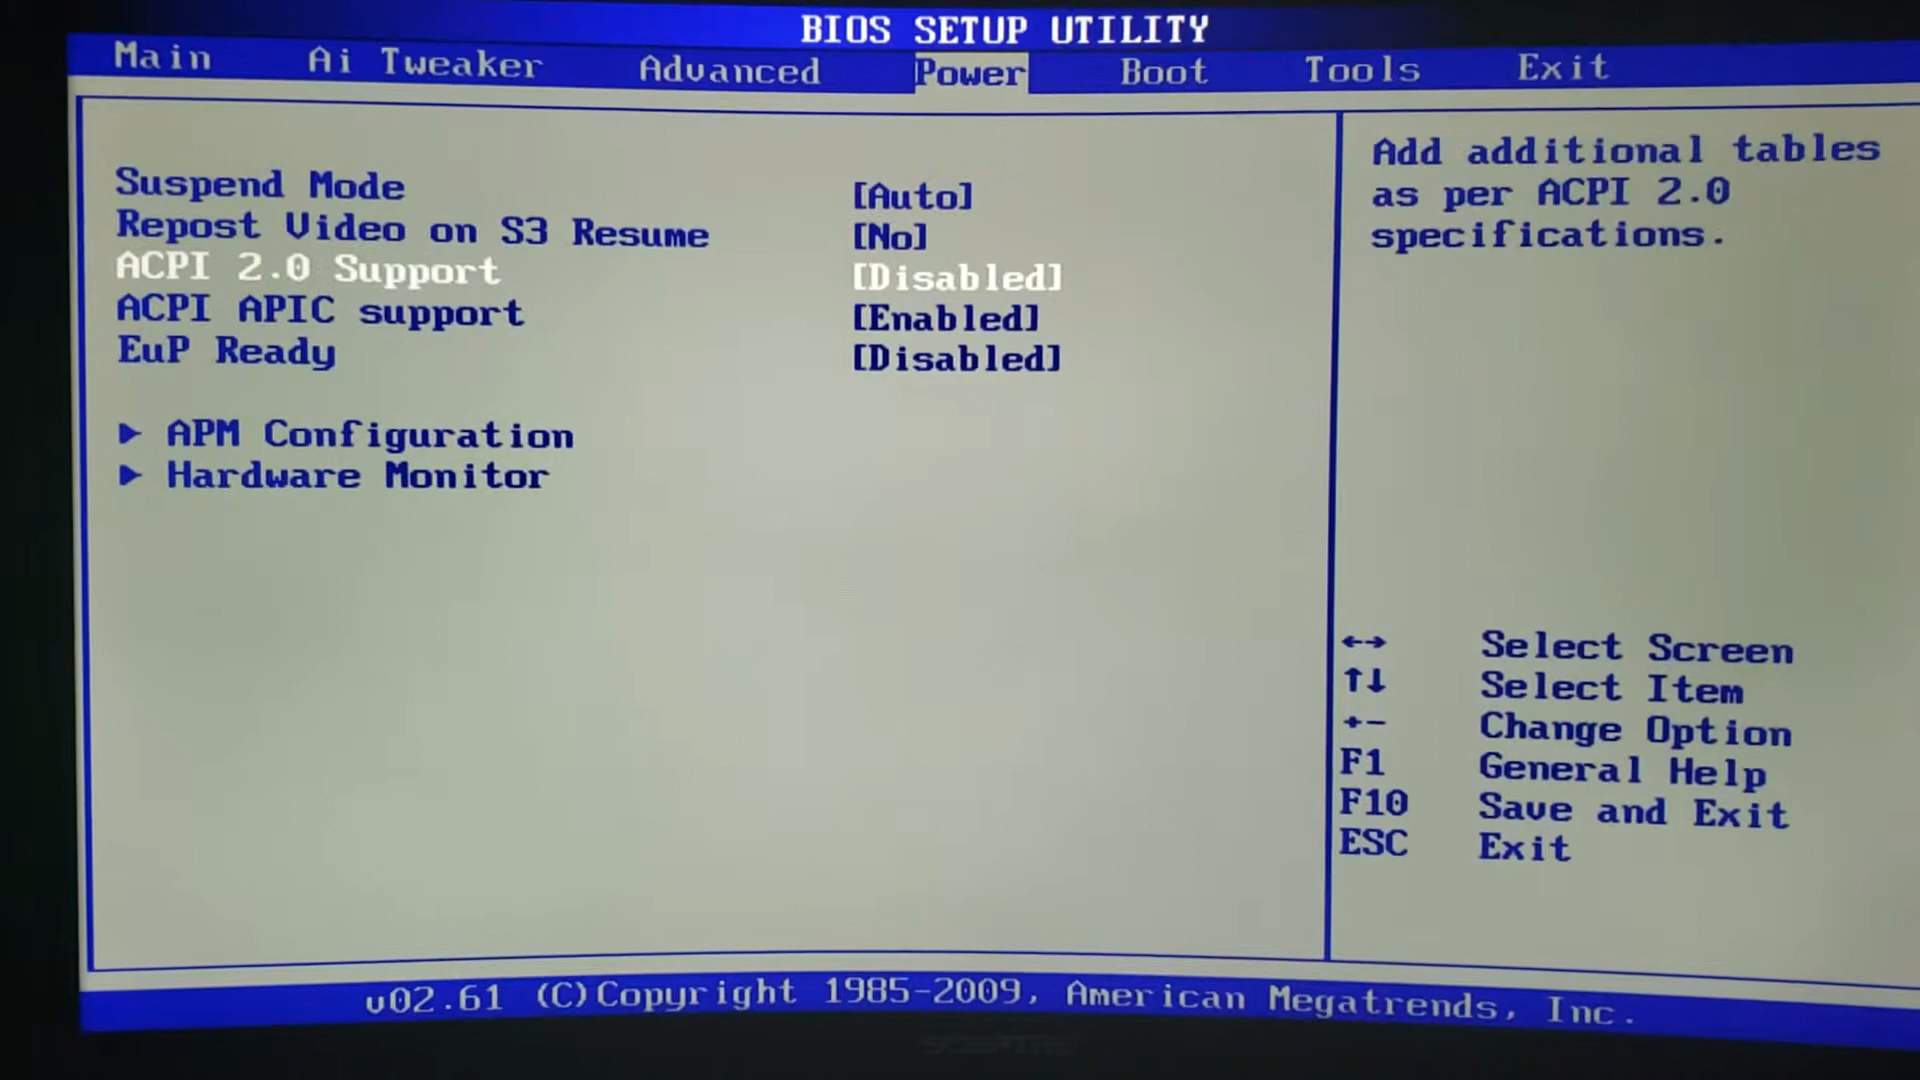 BIOS SETUP UTILITY
Main Ai Tweaker Advanced Power Boot Tools Exit
Suspend Mode [Auto]
Repost Video on S3 Resume [No]
ACPI 2.0 Support [Disabled]
ACPI APIC support [Enabled]
EuP Ready [Disabled]
▶ APM Configuration
▶ Hardware Monitor
Add additional tables
as per ACPI 2.0
specifications.
↔ Select Screen
↑↓ Select Item
+- Change Option
F1 General Help
F10 Save and Exit
ESC Exit
v02.61 (C)Copyright 1985-2009, American Megatrends, Inc.